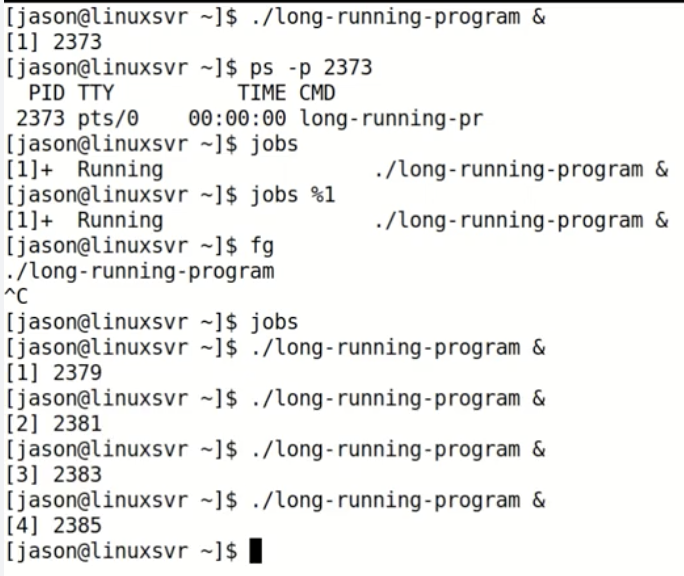 [jason@linuxsvr ~]$ ./long-running-program &
[1] 2373
[jason@linuxsvr ~]$ ps -p 2373
  PID TTY          TIME CMD
 2373 pts/0    00:00:00 long-running-pr
[jason@linuxsvr ~]$ jobs
[1]+  Running                 ./long-running-program &
[jason@linuxsvr ~]$ jobs %1
[1]+  Running                 ./long-running-program &
[jason@linuxsvr ~]$ fg
./long-running-program
^C
[jason@linuxsvr ~]$ jobs
[jason@linuxsvr ~]$ ./long-running-program &
[1] 2379
[jason@linuxsvr ~]$ ./long-running-program &
[2] 2381
[jason@linuxsvr ~]$ ./long-running-program &
[3] 2383
[jason@linuxsvr ~]$ ./long-running-program &
[4] 2385
[jason@linuxsvr ~]$